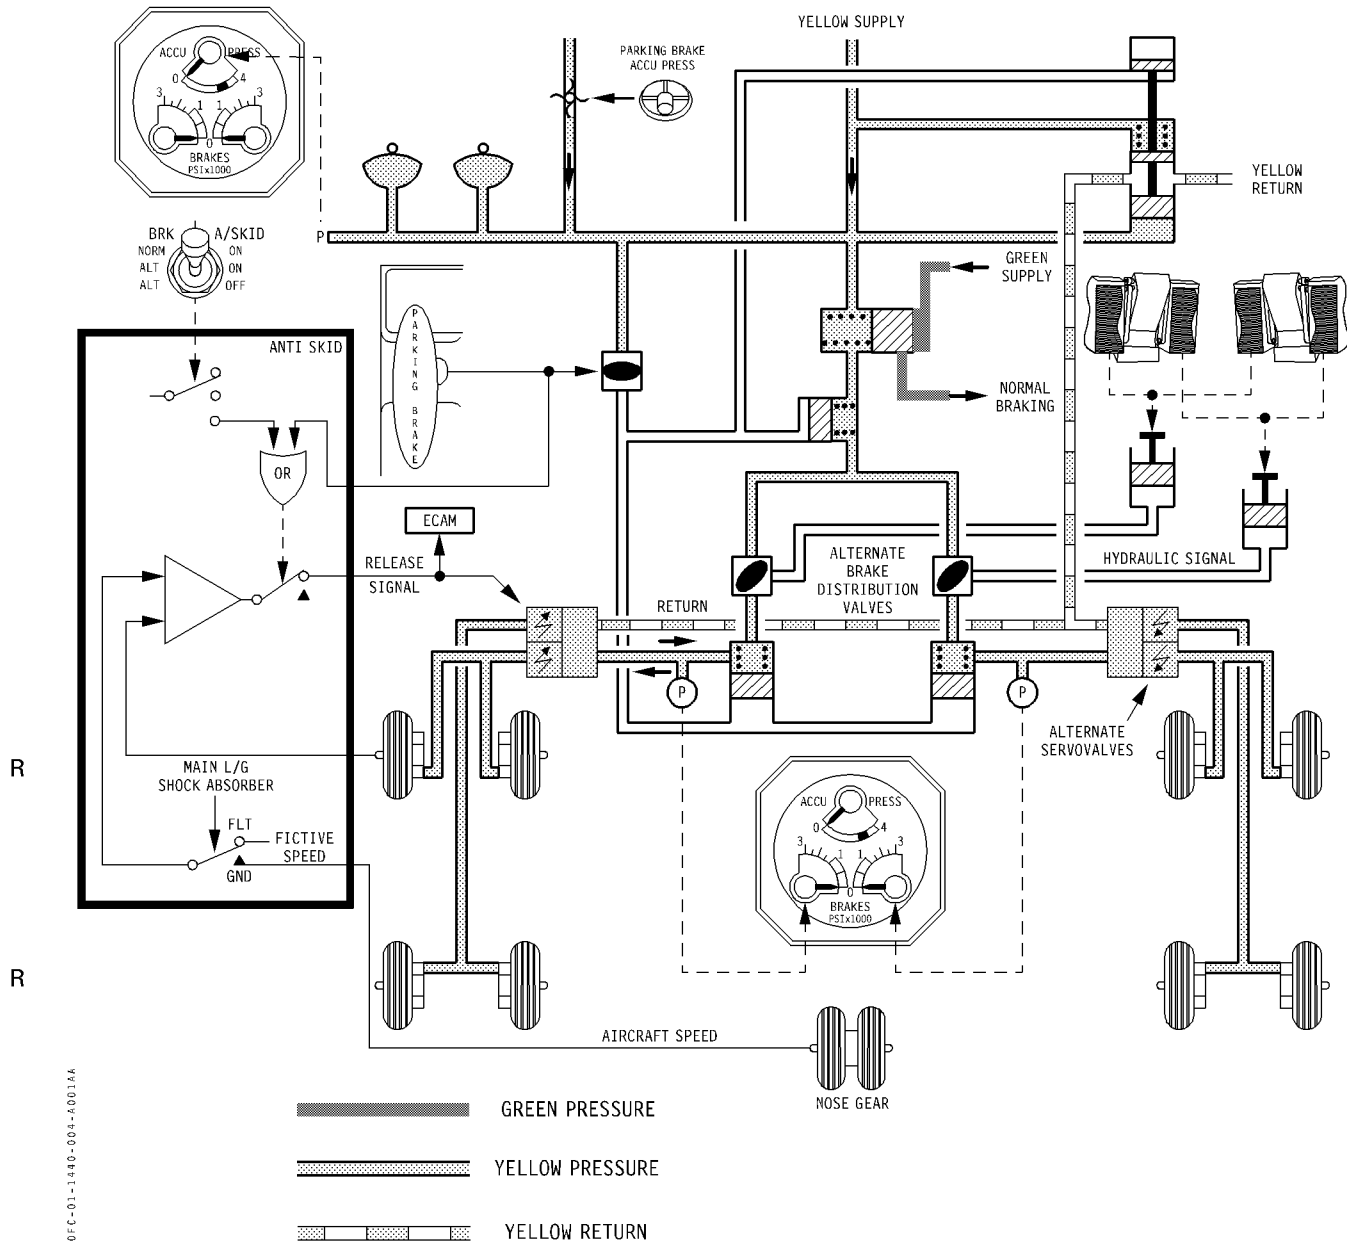 YELLOW SUPPLY
ACCU PRESS
0 4
3 1 1 3
0
BRAKES
PSIx1000
PARKING BRAKE
ACCU PRESS
YELLOW
RETURN
P
BRK A/SKID
NORM ON
ALT ON
ALT OFF
GREEN
SUPPLY
ANTI SKID
PARKING BRAKE
NORMAL
BRAKING
OR
ECAM
RELEASE
SIGNAL
ALTERNATE
BRAKE
DISTRIBUTION
VALVES
HYDRAULIC SIGNAL
RETURN
P
P
ALTERNATE
SERVOVALVES
R
MAIN L/G
SHOCK ABSORBER
FLT
FICTIVE
SPEED
GND
ACCU PRESS
0 4
3 1 1 3
0
BRAKES
PSIx1000
R
AIRCRAFT SPEED
NOSE GEAR
GREEN PRESSURE
YELLOW PRESSURE
YELLOW RETURN
0FC-01-1440-004-A001AA